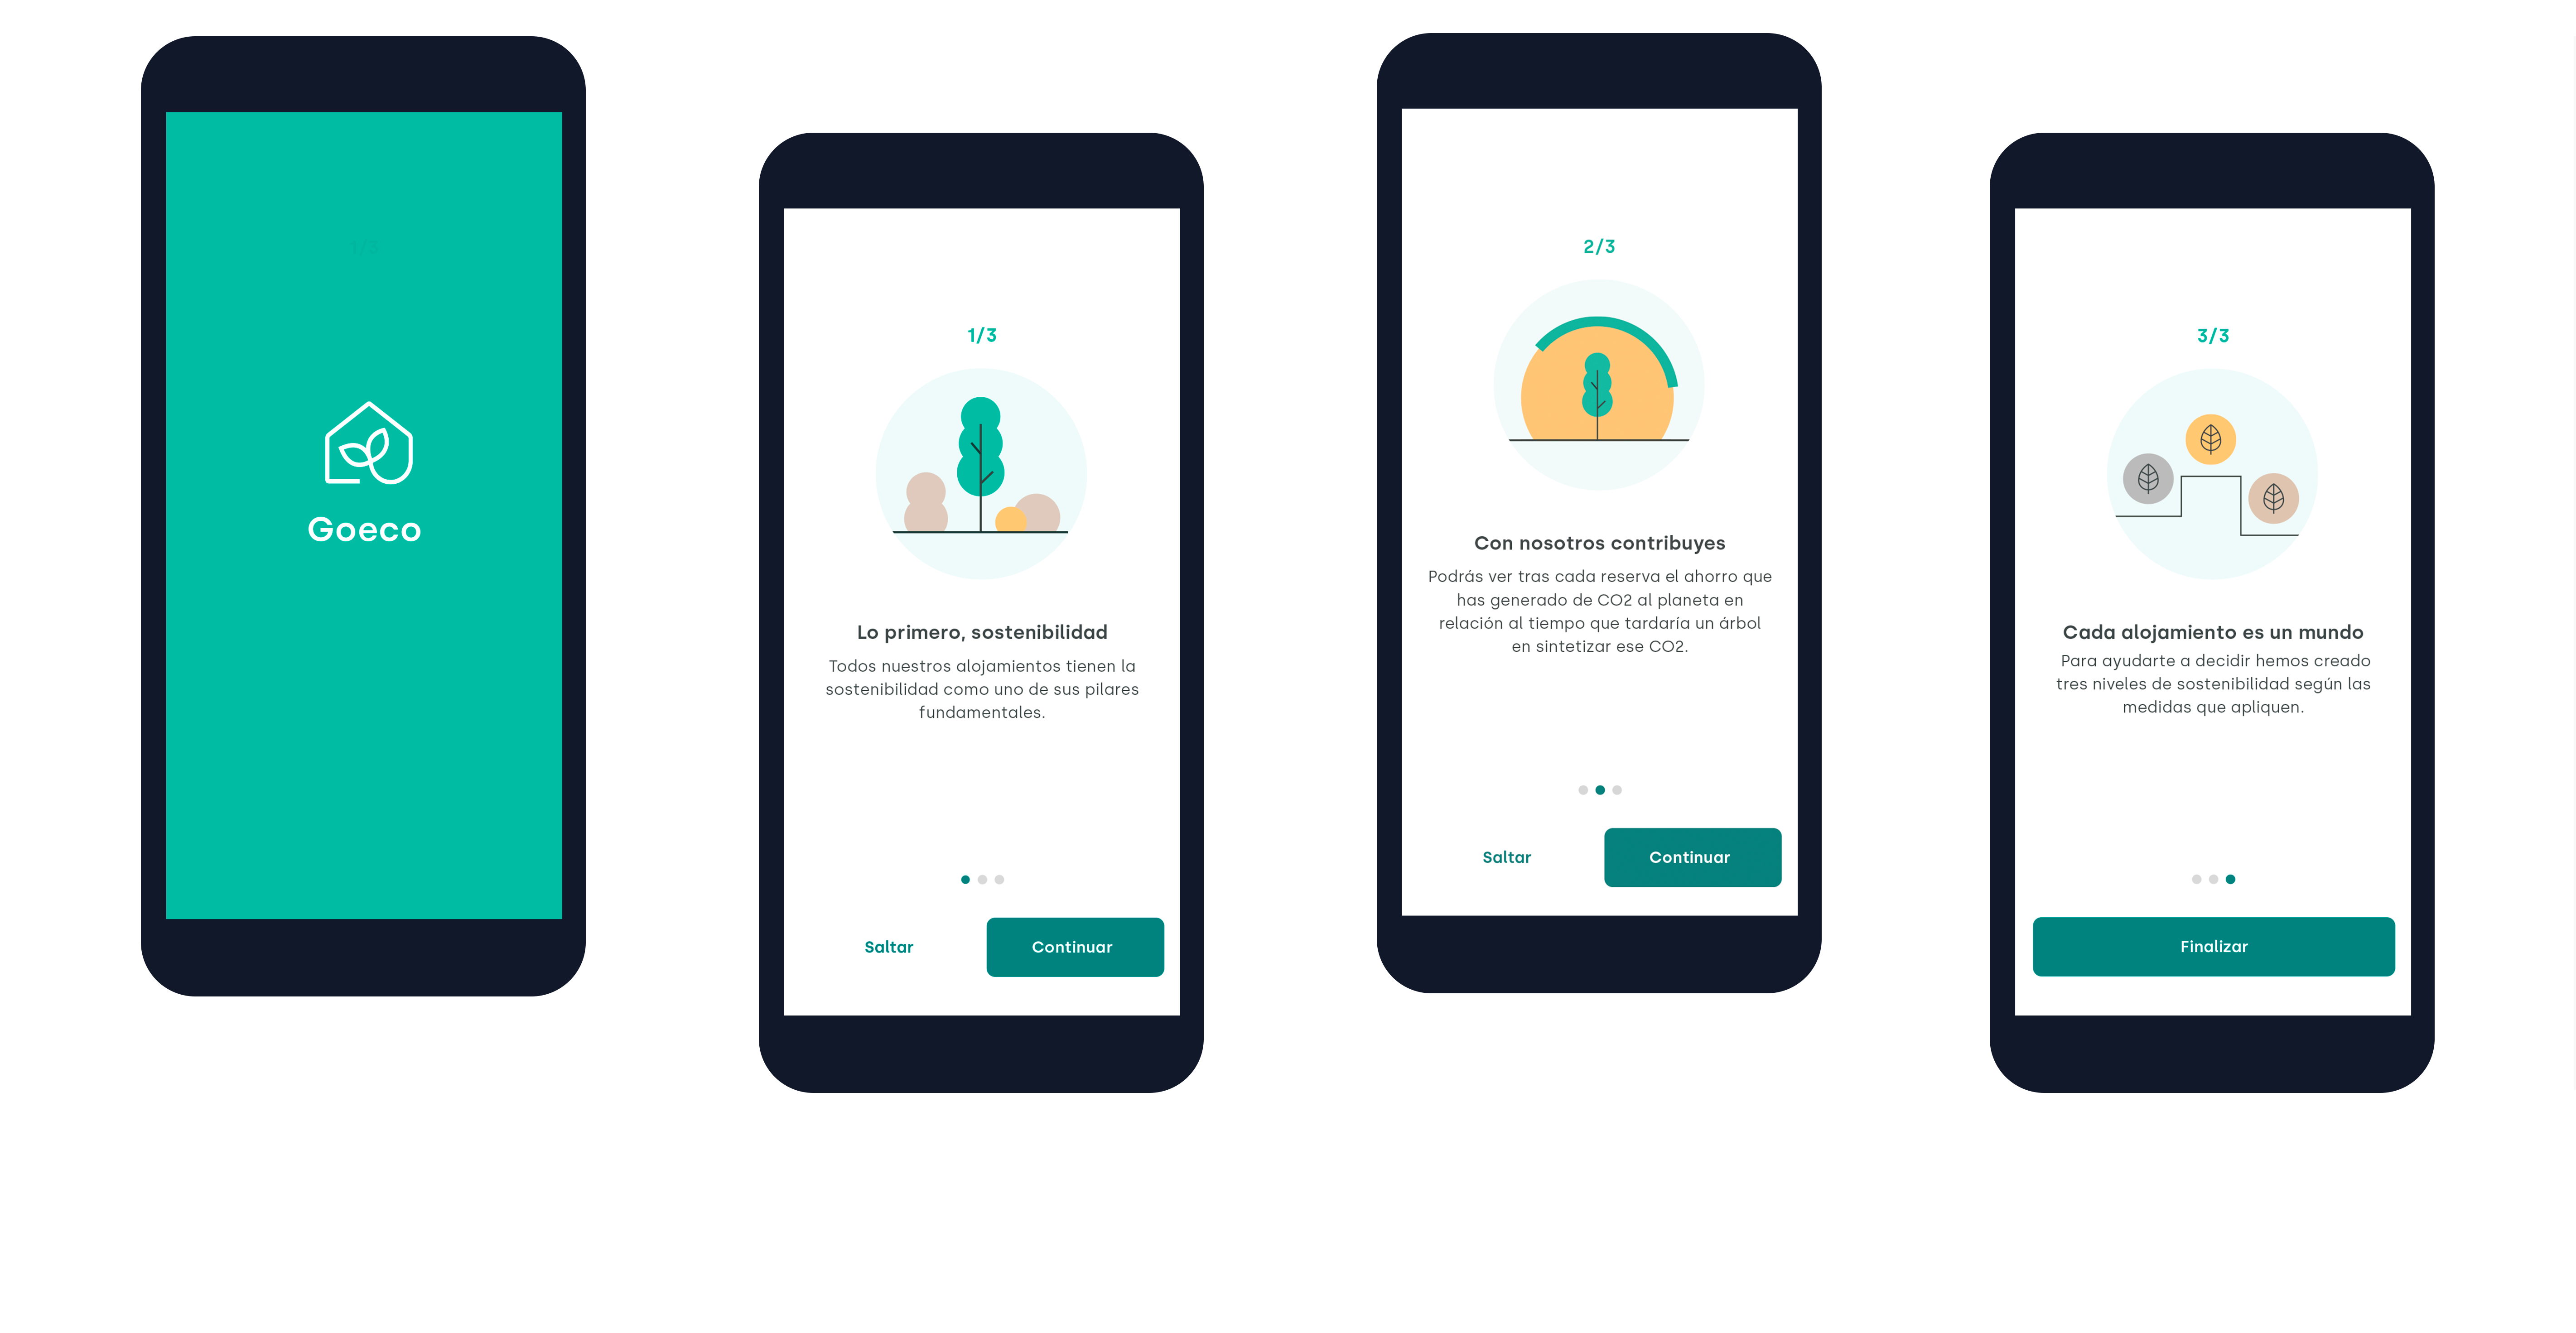 1/3
Goeco
1/3
Lo primero, sostenibilidad
Todos nuestros alojamientos tienen la
sostenibilidad como uno de sus pilares
fundamentales.
Saltar
Continuar
2/3
Con nosotros contribuyes
Podrás ver tras cada reserva el ahorro que
has generado de CO2 al planeta en
relación al tiempo que tardaría un árbol
en sintetizar ese CO2.
Saltar
Continuar
3/3
Cada alojamiento es un mundo
Para ayudarte a decidir hemos creado
tres niveles de sostenibilidad según las
medidas que apliquen.
Finalizar